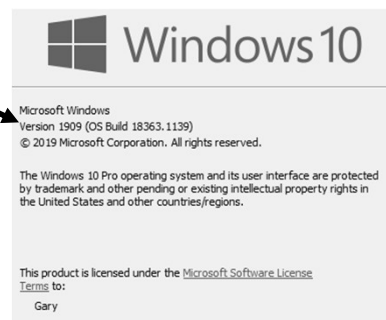 Windows 10
Microsoft Windows
Version 1909 (OS Build 18363.1139)
© 2019 Microsoft Corporation. All rights reserved.
The Windows 10 Pro operating system and its user interface are protected
by trademark and other pending or existing intellectual property rights in
the United States and other countries/regions.
This product is licensed under the Microsoft Software License
Terms to:
Gary